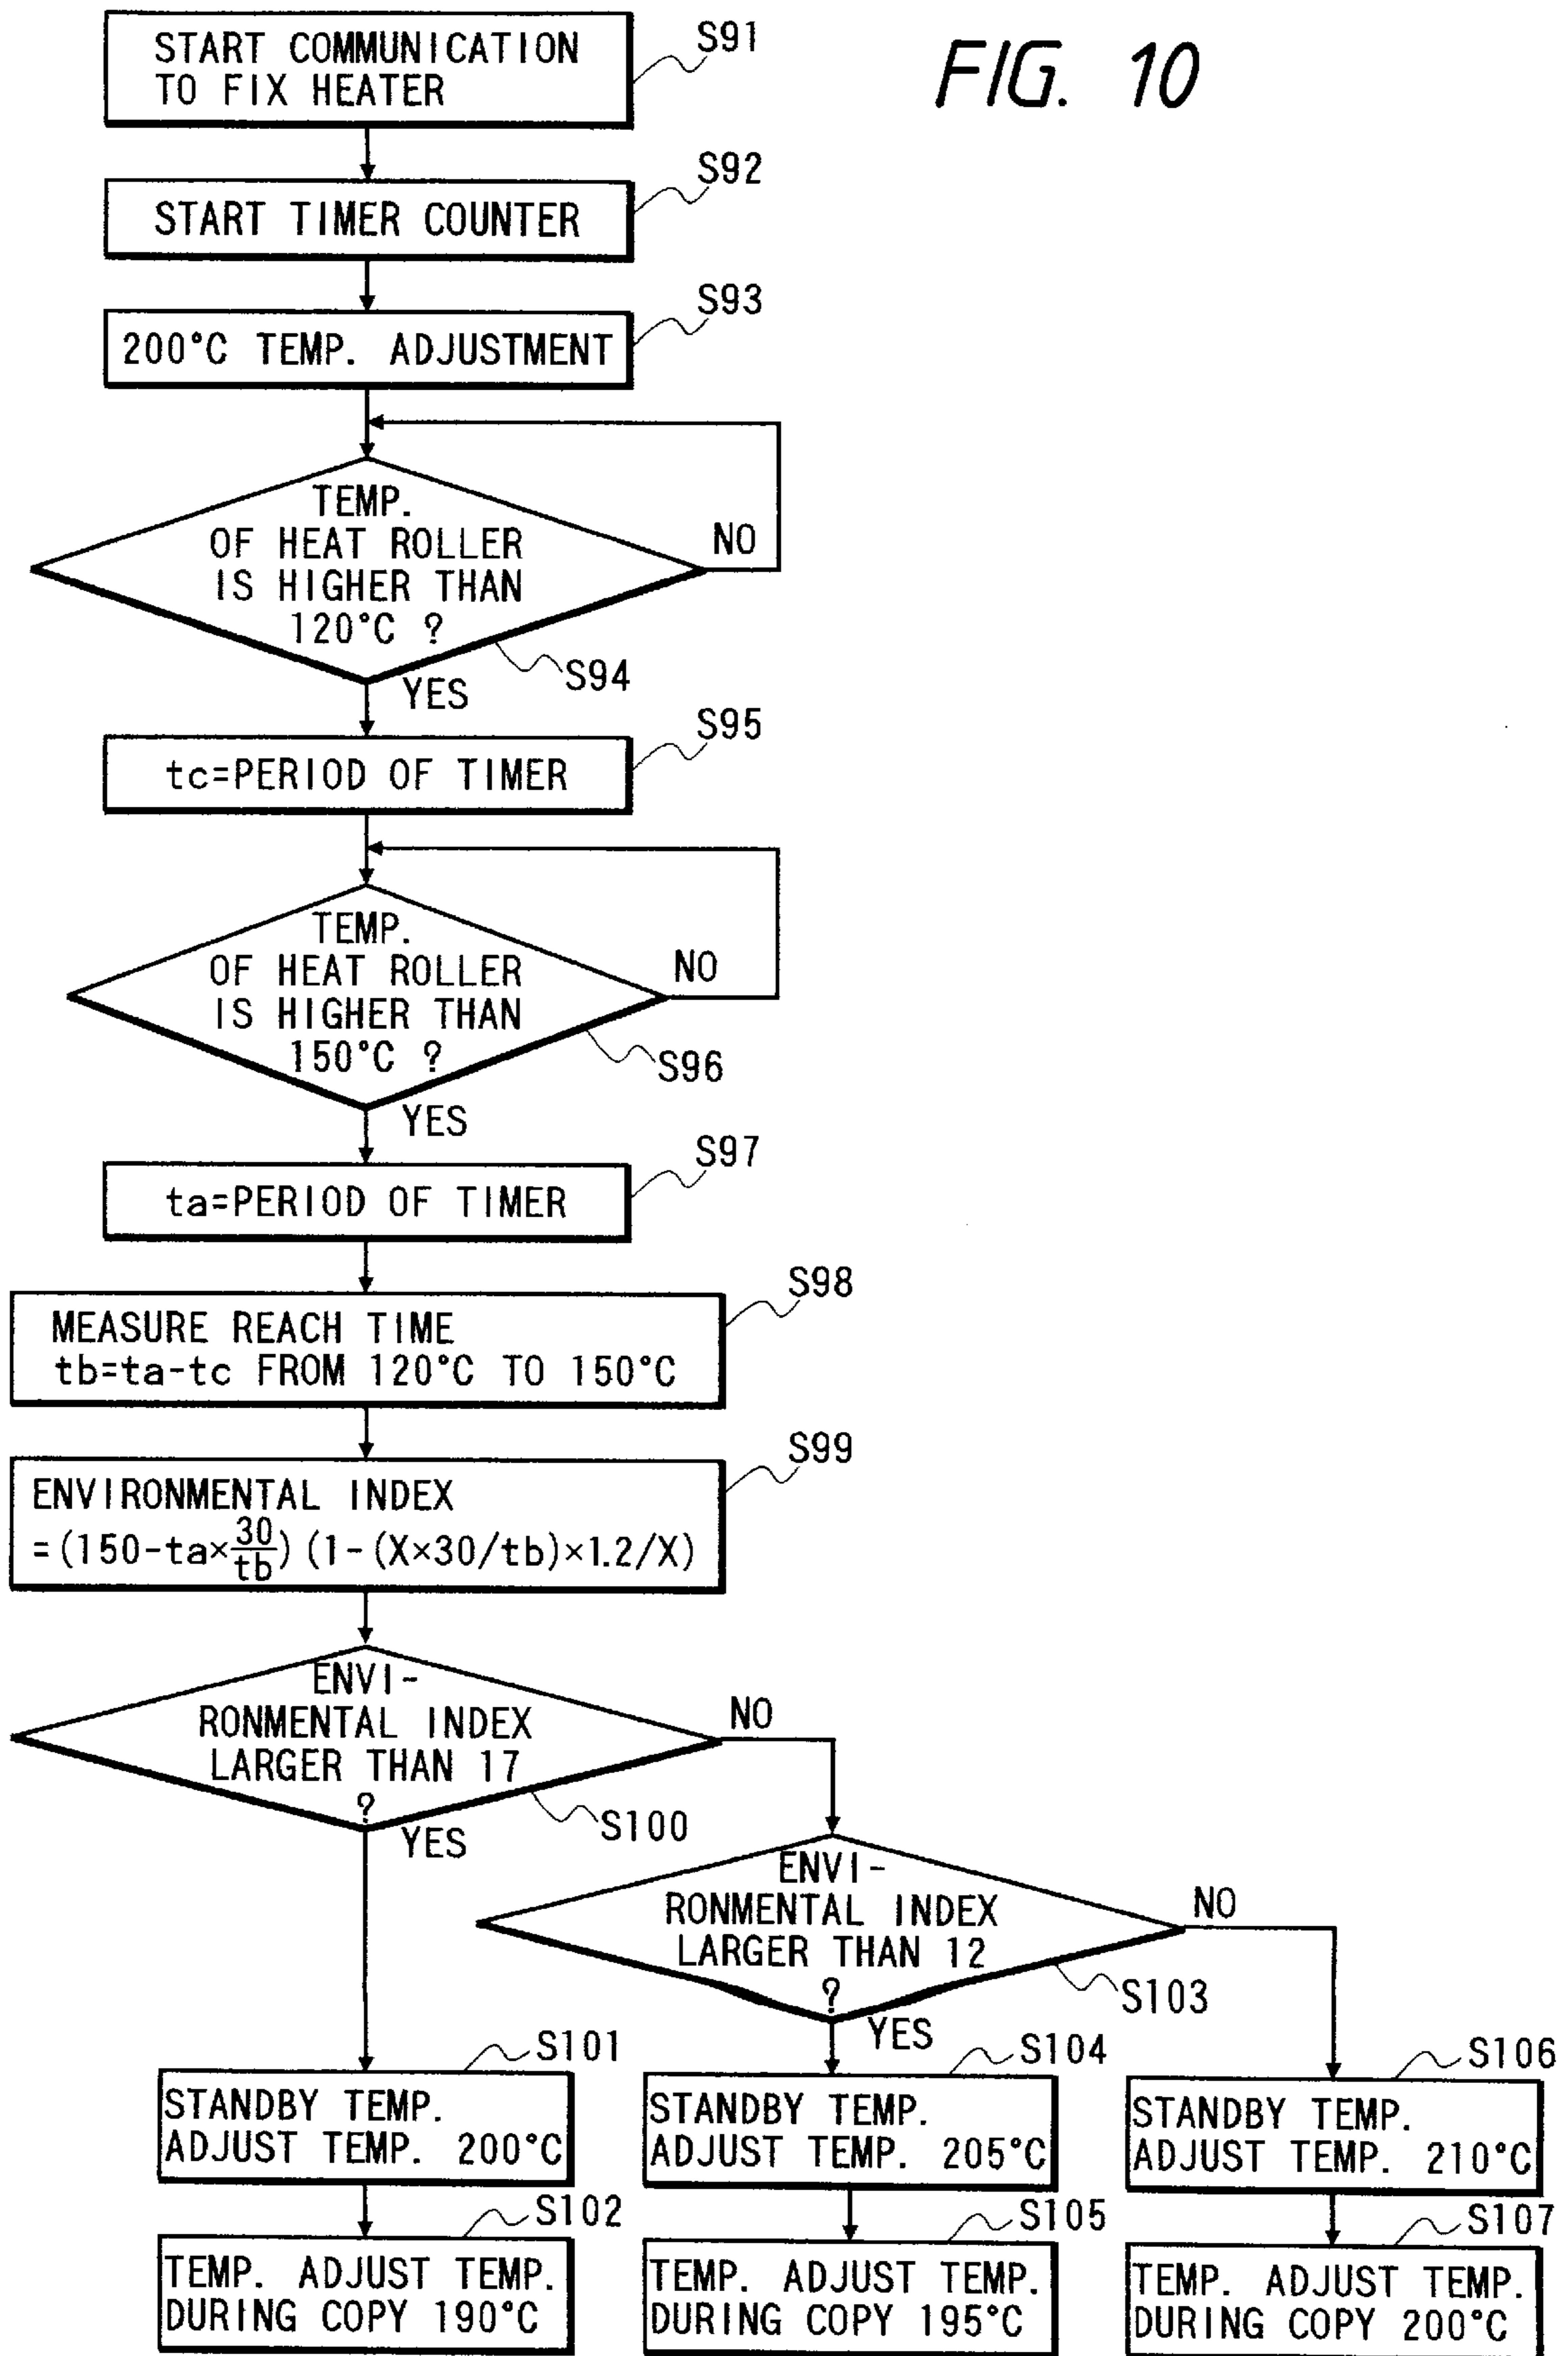 FIG. 10
START COMMUNICATION
TO FIX HEATER
S91
START TIMER COUNTER
S92
200°C TEMP. ADJUSTMENT
S93
TEMP.
OF HEAT ROLLER
IS HIGHER THAN
120°C ?
NO
S94
YES
tc=PERIOD OF TIMER
S95
TEMP.
OF HEAT ROLLER
IS HIGHER THAN
150°C ?
NO
S96
YES
ta=PERIOD OF TIMER
S97
MEASURE REACH TIME
tb=ta-tc FROM 120°C TO 150°C
S98
ENVIRONMENTAL INDEX
=(150-ta×30/tb)(1-(X×30/tb)×1.2/X)
S99
ENVI-
RONMENTAL INDEX
LARGER THAN 17
?
NO
S100
YES
ENVI-
RONMENTAL INDEX
LARGER THAN 12
?
NO
S103
YES
S101
STANDBY TEMP.
ADJUST TEMP. 200°C
S104
STANDBY TEMP.
ADJUST TEMP. 205°C
S106
STANDBY TEMP.
ADJUST TEMP. 210°C
S102
TEMP. ADJUST TEMP.
DURING COPY 190°C
S105
TEMP. ADJUST TEMP.
DURING COPY 195°C
S107
TEMP. ADJUST TEMP.
DURING COPY 200°C